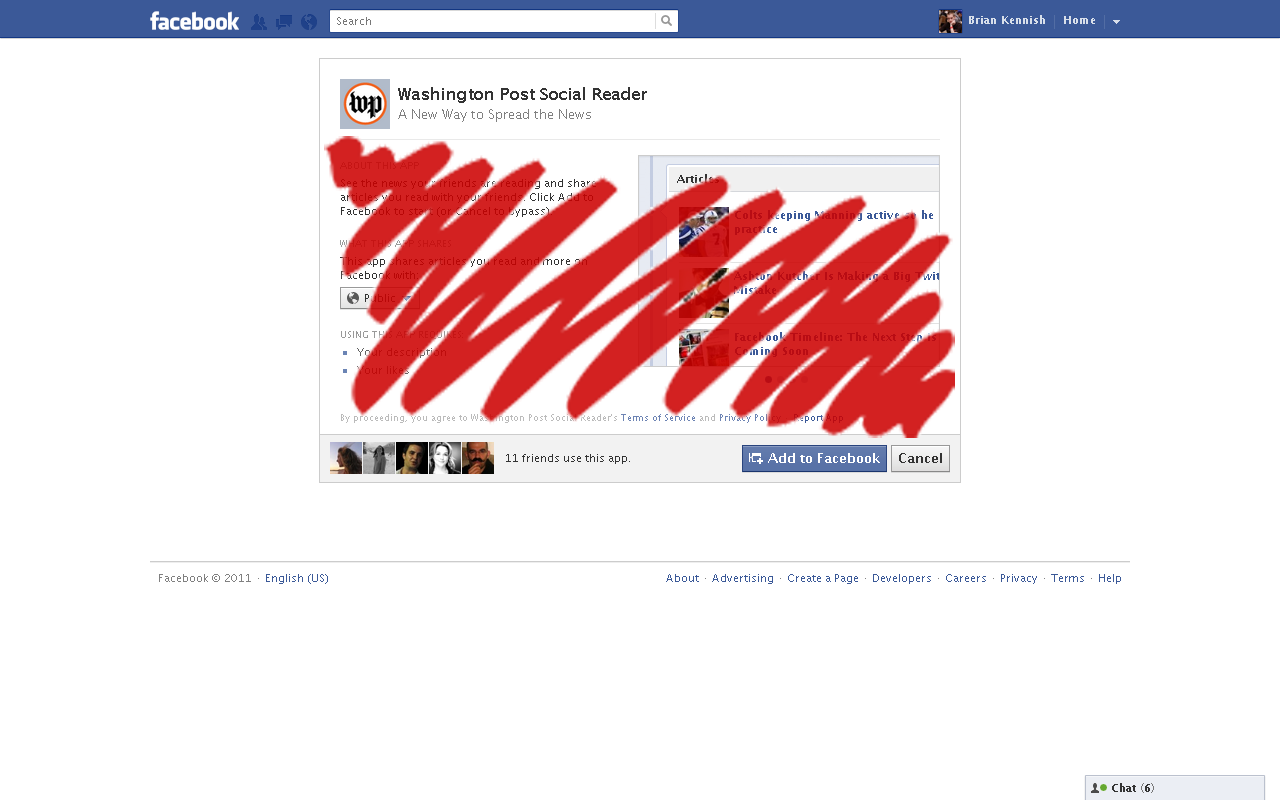 facebook
Search
Brian Kennish
Home
wp
Washington Post Social Reader
A New Way to Spread the News
ABOUT THIS APP
See the news your friends are reading and share
articles you read with your friends. Click Add to
Facebook to start (or Cancel to bypass).
WHAT THIS APP SHARES
This app shares articles you read and more on
Facebook with:
Public
USING THIS APP REQUIRES
Your description
Your likes
Articles
Colts keeping Manning active on he
practice
Ashton Kutcher Is Making a Big Twit
Mistake
Facebook Timeline: The Next Step is
Coming Soon
By proceeding, you agree to Washington Post Social Reader's Terms of Service and Privacy Policy · Report App
11 friends use this app.
Add to Facebook
Cancel
Facebook © 2011 · English (US)
About · Advertising · Create a Page · Developers · Careers · Privacy · Terms · Help
Chat (6)